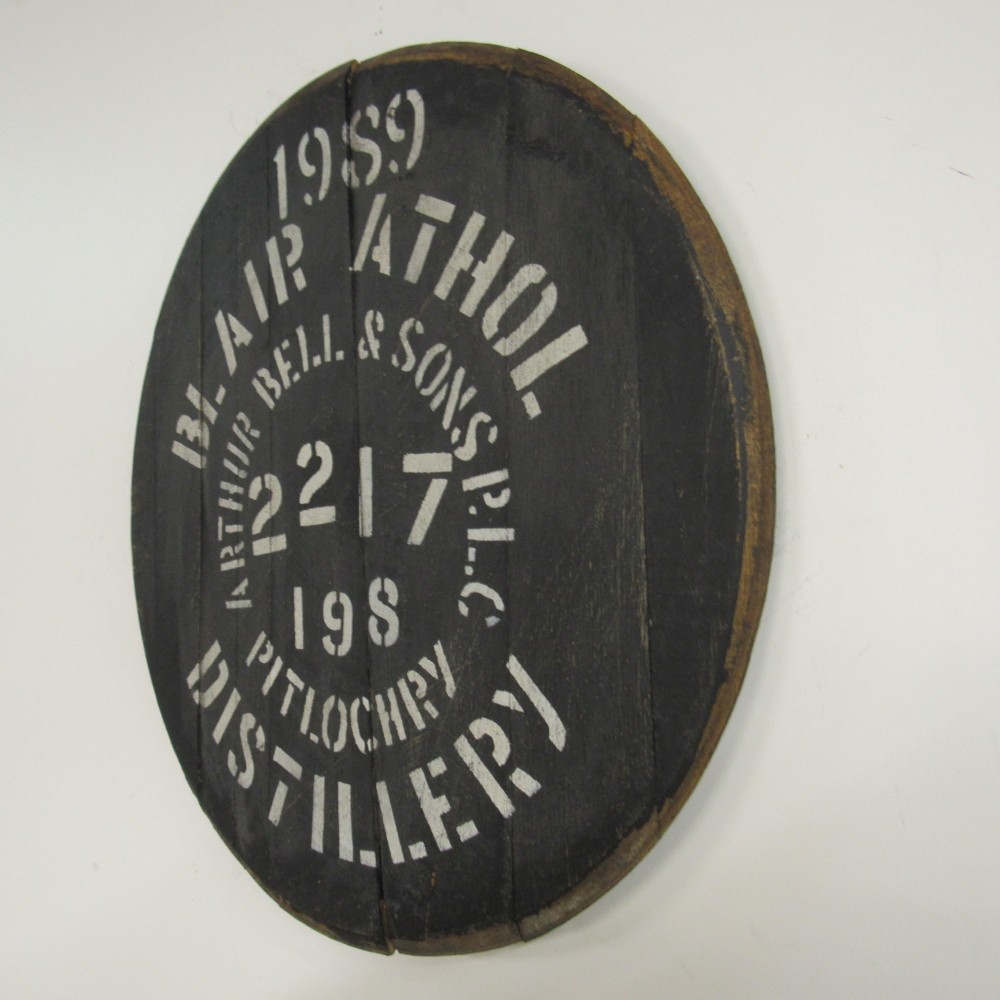 1989
BLAIR ATHOL
ARTHUR BELL & SONS P.L.C
2217
198
PITLOCHRY
DISTILLERY